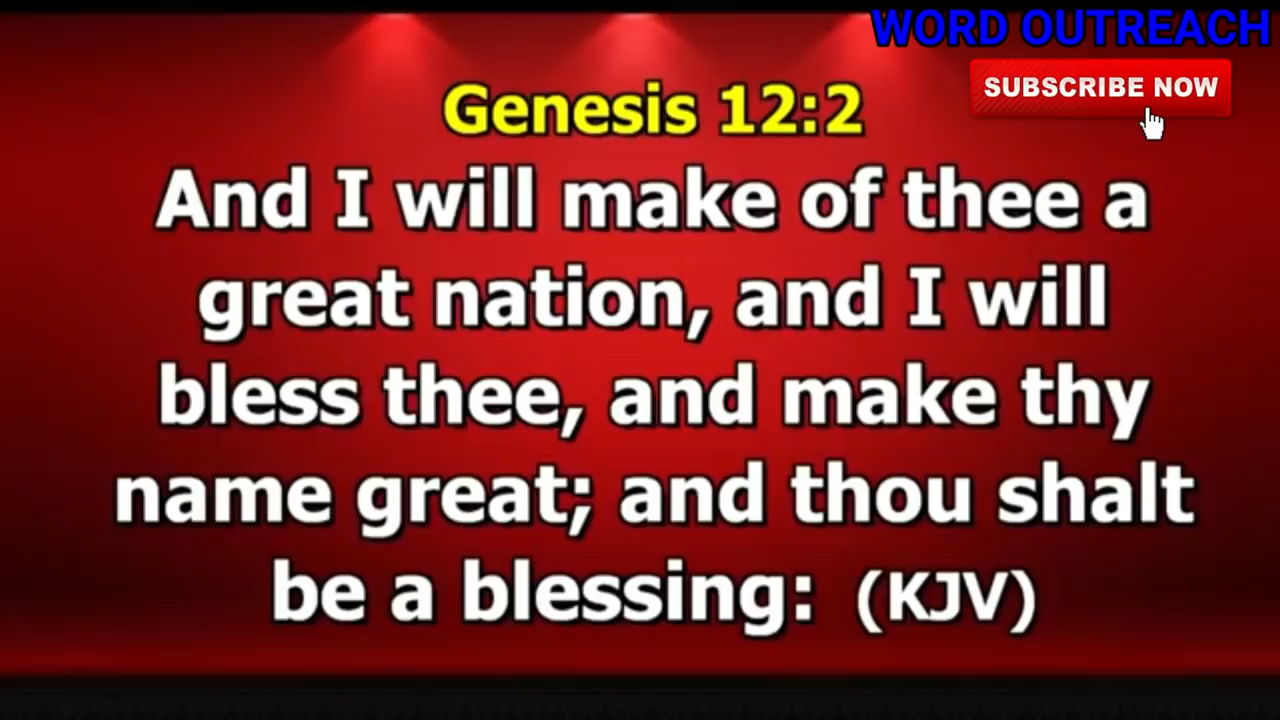 WORD OUTREACH
SUBSCRIBE NOW
Genesis 12:2
And I will make of thee a
great nation, and I will
bless thee, and make thy
name great; and thou shalt
be a blessing: (KJV)